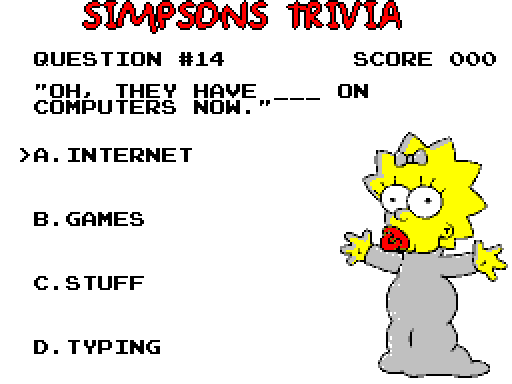 SIMPSONS TRIVIA
QUESTION #14 SCORE 000
"OH, THEY HAVE ___ ON
COMPUTERS NOW."
>A.INTERNET
B.GAMES
C.STUFF
D.TYPING